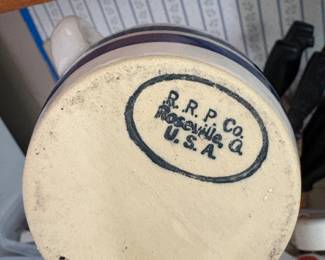 R. R. P. Co.
Roseville, O.
U. S. A.